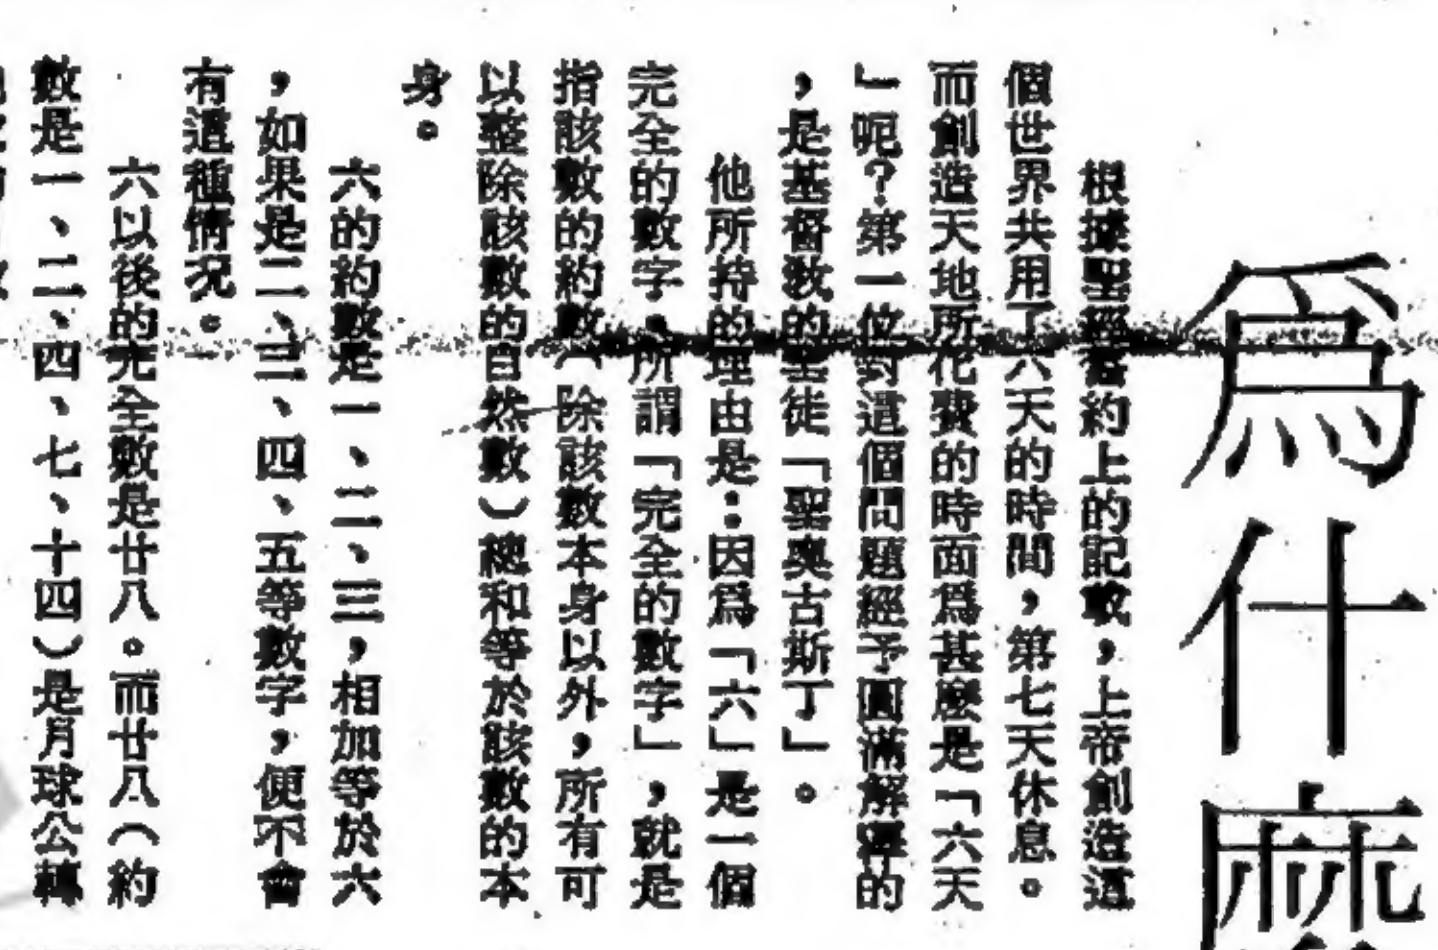 爲什麼
根據聖經舊約上的記載，上帝創造這
個世界共用了六天的時間，第七天休息。
而創造天地所花費的時面爲甚麼是「六天
」呢？第一位對這個問題經予圓滿解釋的
，是基督教的聖徒「聖奧古斯丁」。
他所持的理由是：因爲「六」是一個
完全的數字。所謂「完全的數字」，就是
指該數的約數（除該數本身以外，所有可
以整除該數的自然數）總和等於該數的本
身。
六的約數是一、二、三，相加等於六
，如果是二、三、四、五等數字，便不會
有這種情況。
六以後的完全數是廿八。而廿八（約
數是一、二、四、七、十四）是月球公轉